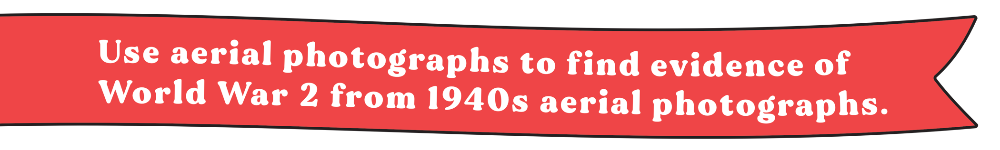 Use aerial photographs to find evidence of
World War 2 from 1940s aerial photographs.